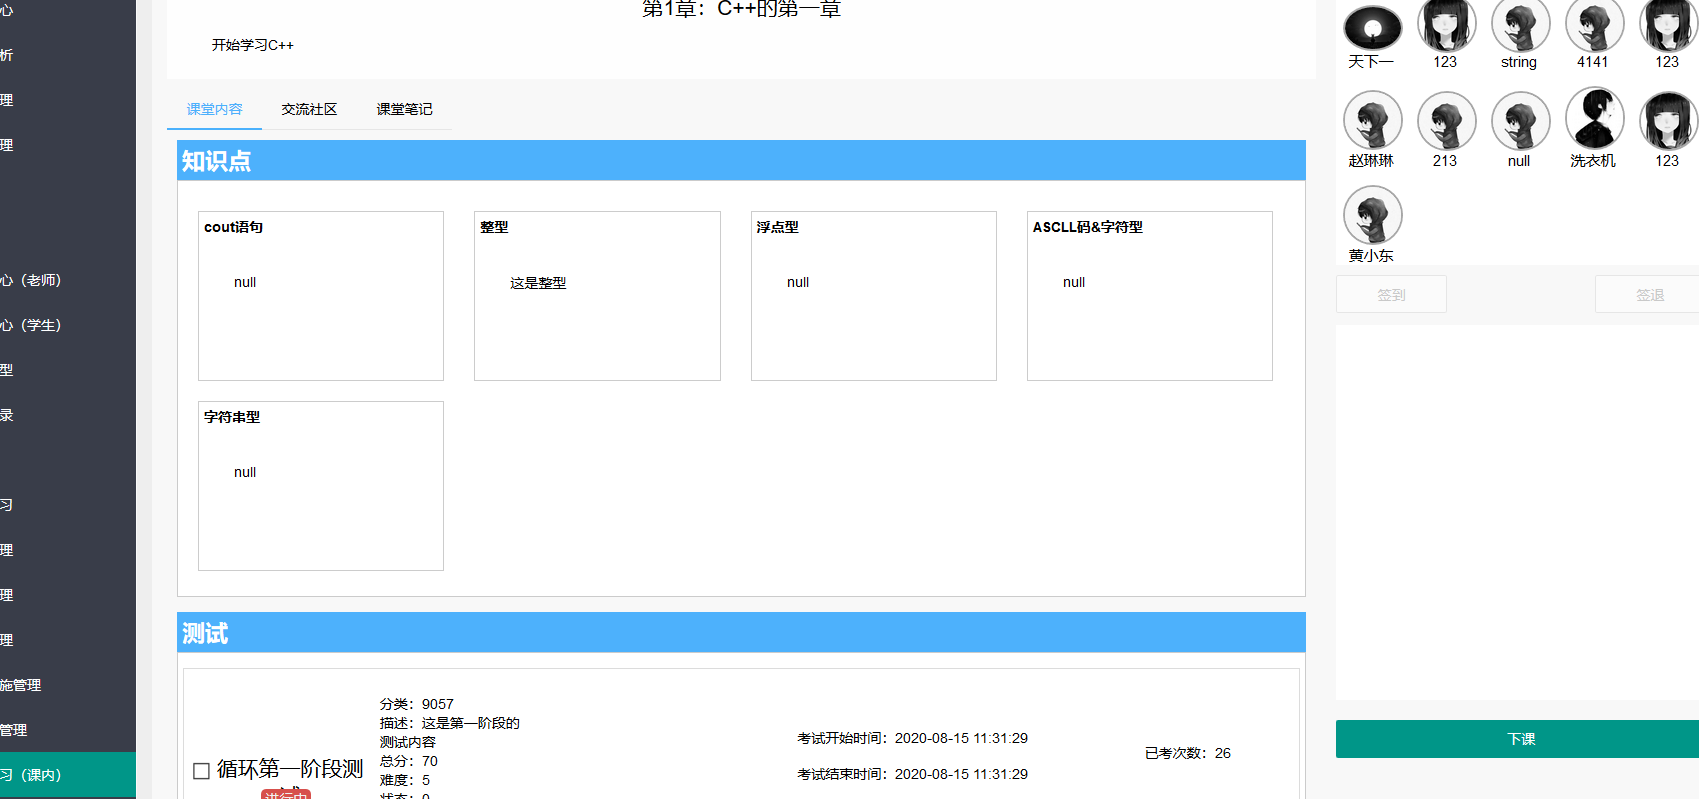 心
析
理
理
心（老师）
心（学生）
型
录
习
理
理
理
施管理
管理
习（课内）
第1章：C++的第一章
开始学习C++
课堂内容 交流社区 课堂笔记
知识点
cout语句
null
整型
这是整型
浮点型
null
ASCLL码&字符型
null
字符串型
null
测试
循环第一阶段测
进行中
分类：9057
描述：这是第一阶段的
测试内容
总分：70
难度：5
状态：0
考试开始时间：2020-08-15 11:31:29
考试结束时间：2020-08-15 11:31:29
已考次数：26
天下一 123 string 4141 123
赵琳琳 213 null 洗衣机 123
黄小东
签到 签退
下课